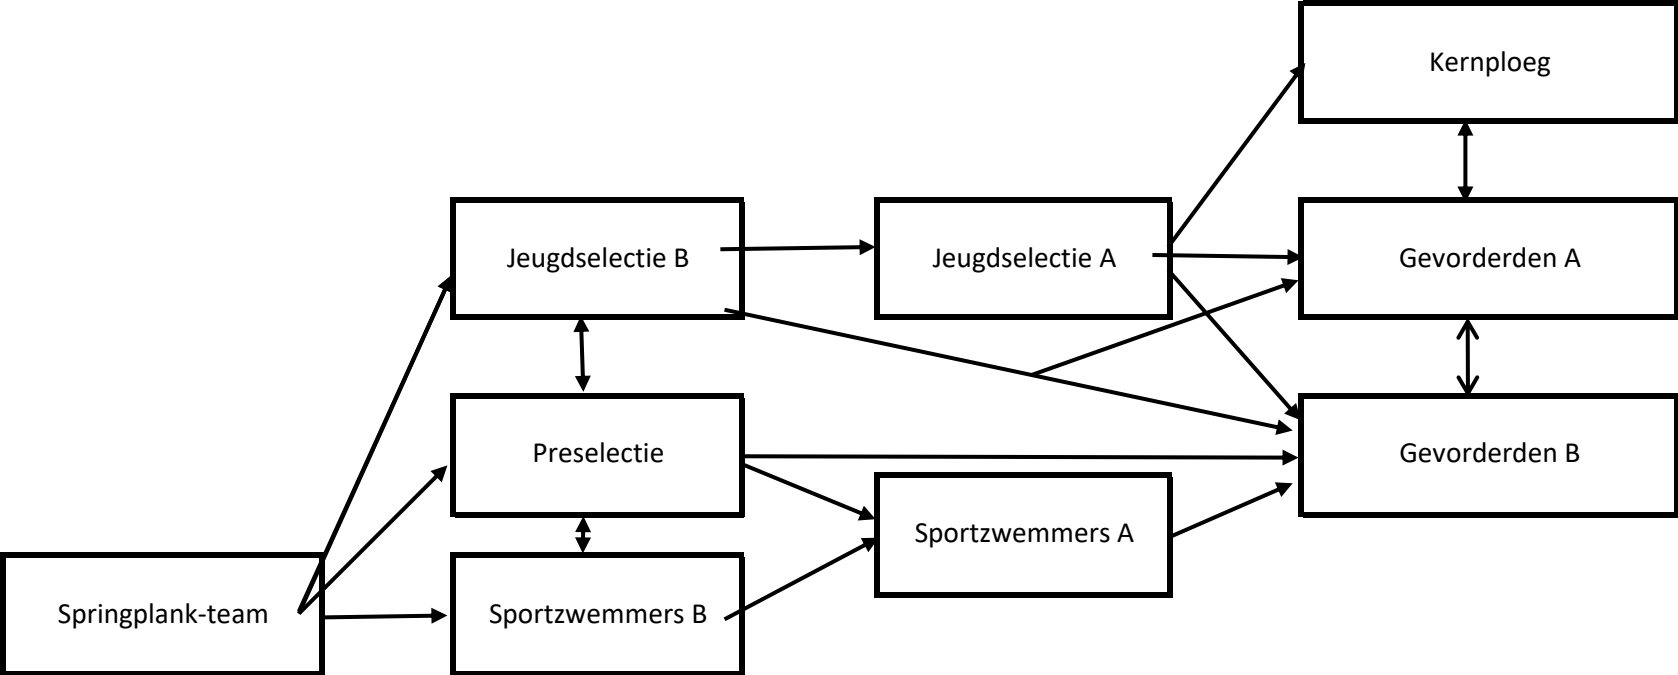 Kernploeg
Jeugdselectie B
Jeugdselectie A
Gevorderden A
Preselectie
Gevorderden B
Sportzwemmers A
Springplank-team
Sportzwemmers B